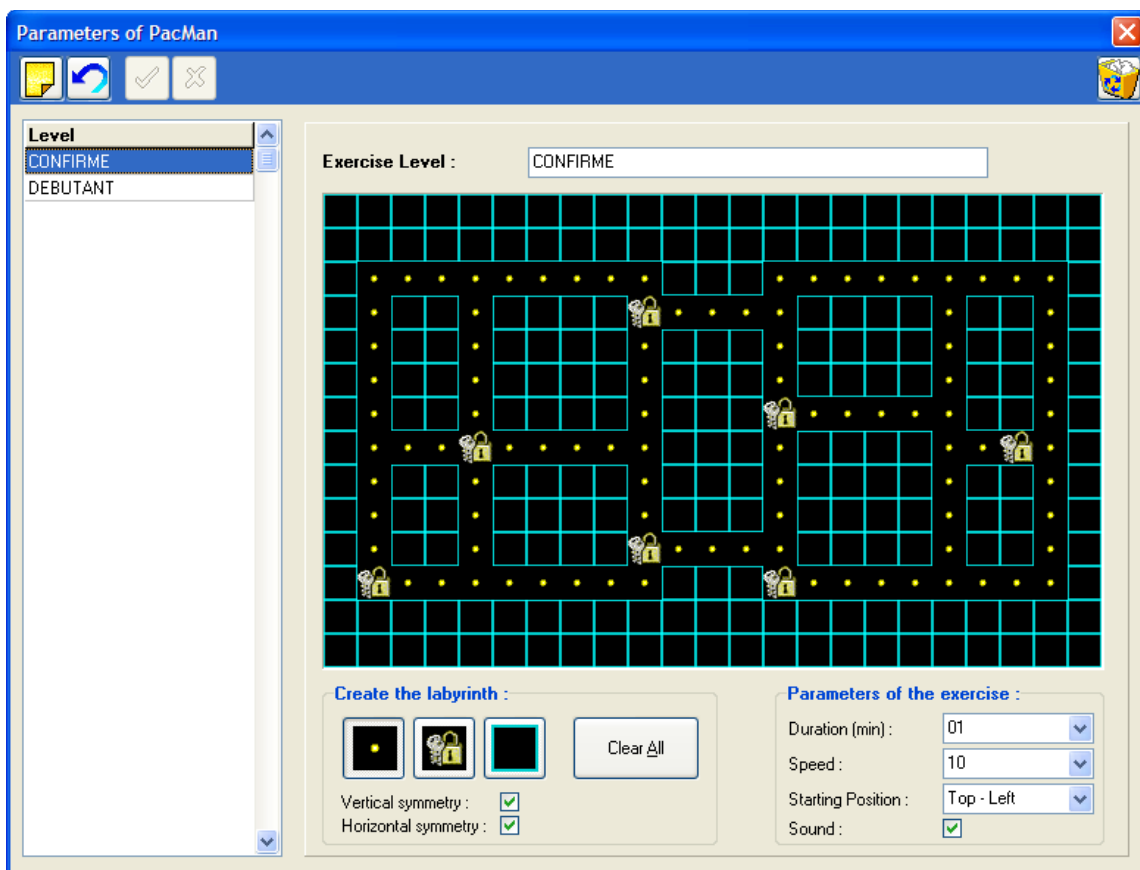 Parameters of PacMan
Level
CONFIRME
DEBUTANT
Exercise Level : CONFIRME
Create the labyrinth :
Clear All
Vertical symmetry :
Horizontal symmetry :
Parameters of the exercise :
Duration (min) : 01
Speed : 10
Starting Position : Top - Left
Sound :